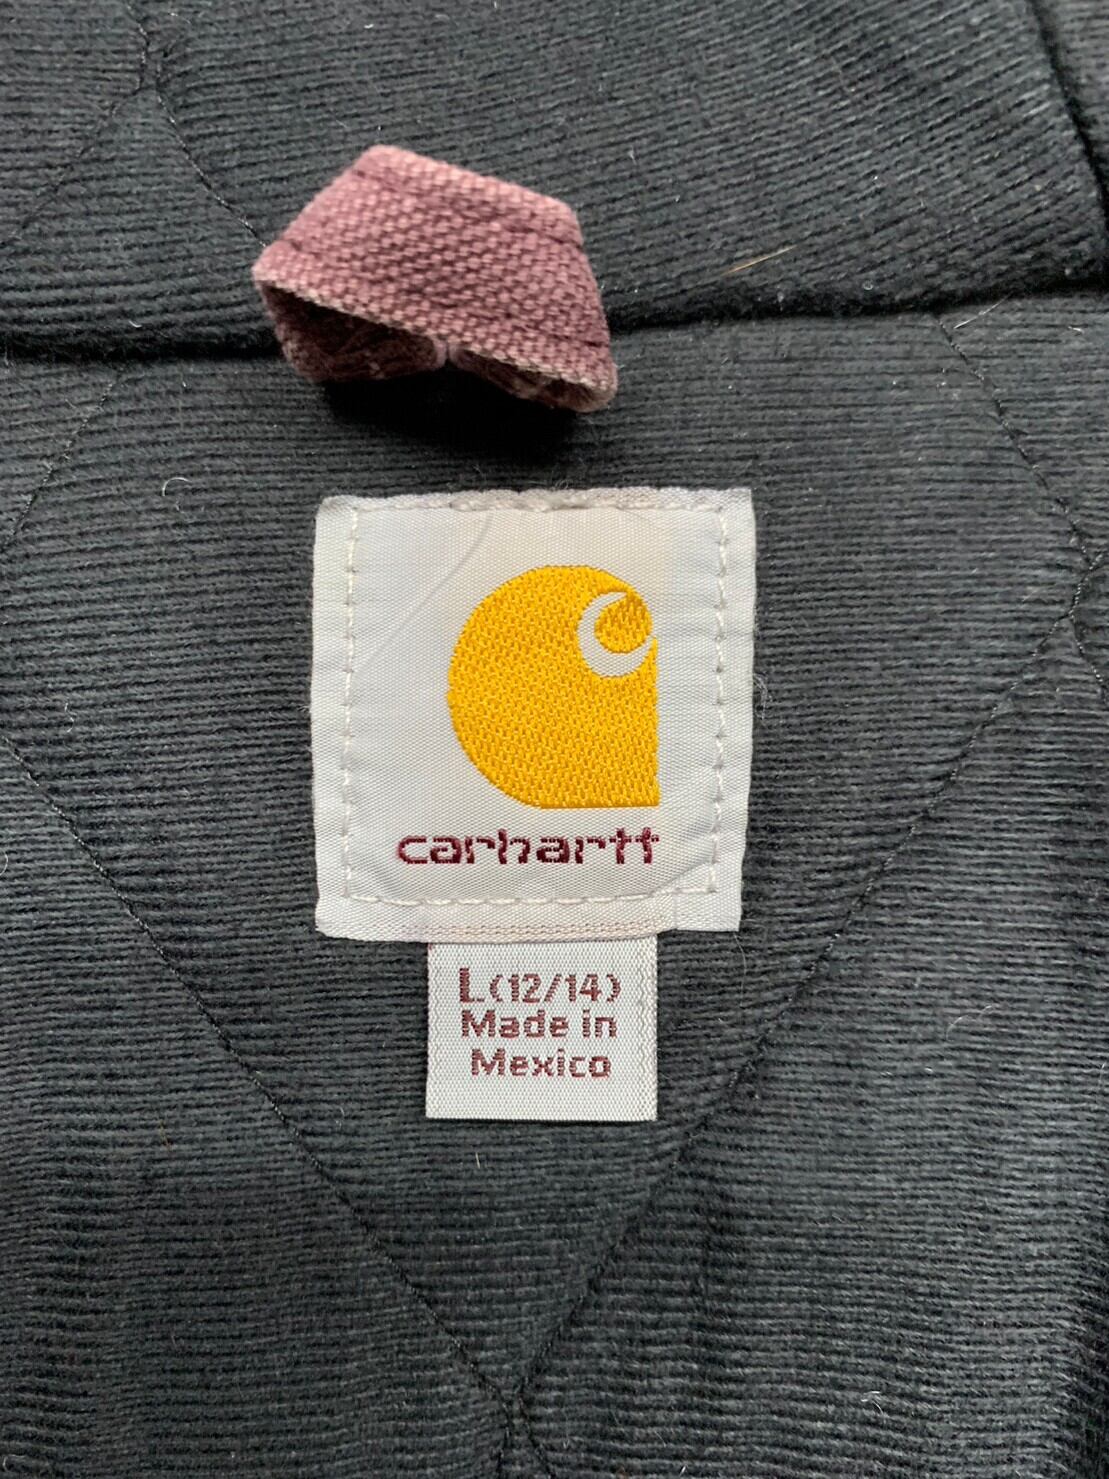 carhartt
L (12/14)
Made in
Mexico